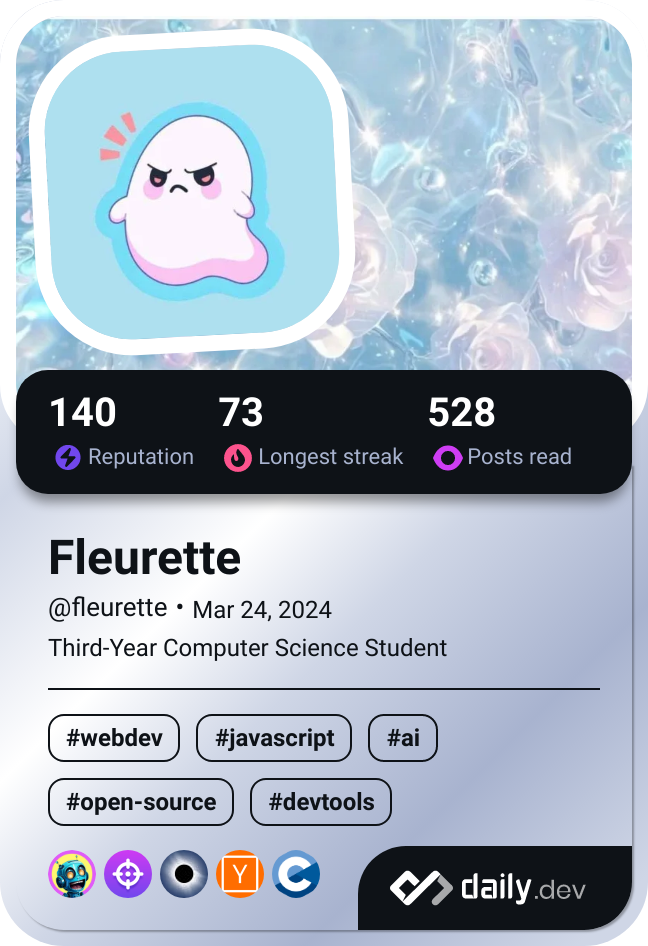 140 73 528
Reputation Longest streak Posts read
Fleurette
@fleurette • Mar 24, 2024
Third-Year Computer Science Student
#webdev #javascript #ai
#open-source #devtools
Y C daily.dev